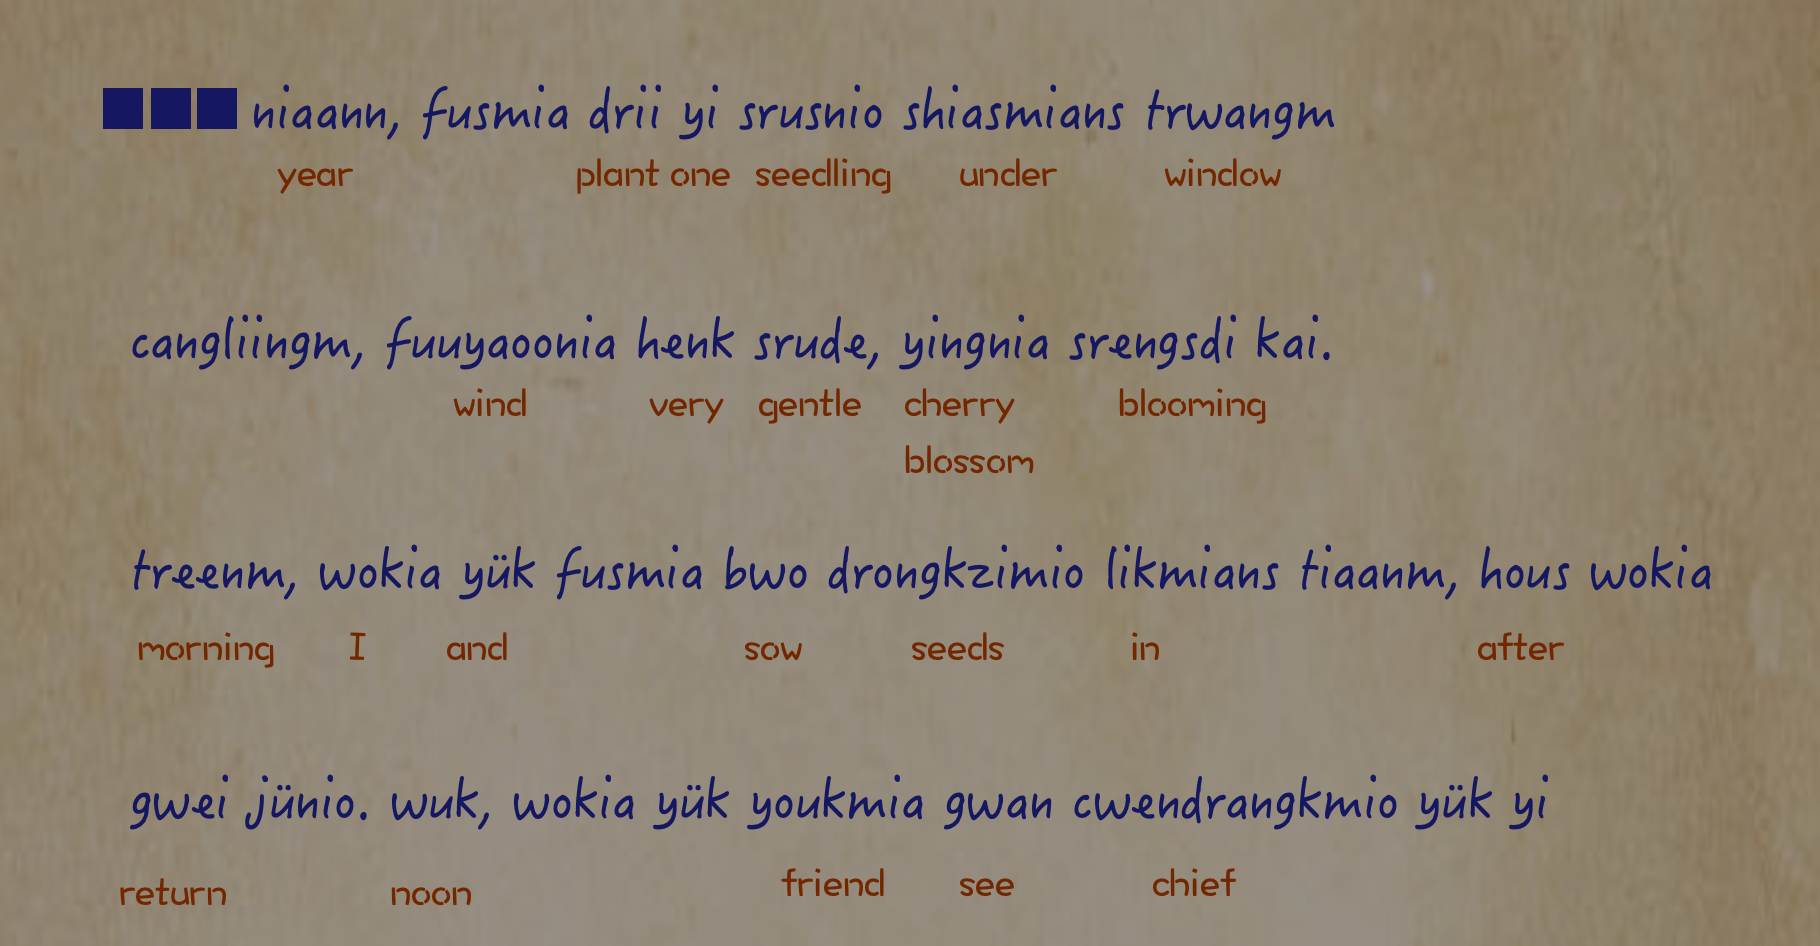 niaann, fusmia drii yi srusnio shiasmians trwangm
year plant one seedling under window
cangliingm, fuuyaoonia henk srude, yingnia srengsdi kai.
wind very gentle cherry blooming
blossom
treenm, wokia yük fusmia bwo drongkzimio likmians tiaanm, hous wokia
morning I and sow seeds in after
gwei jünio. wuk, wokia yük youkmia gwan cwendrangkmio yük yi
return noon friend see chief